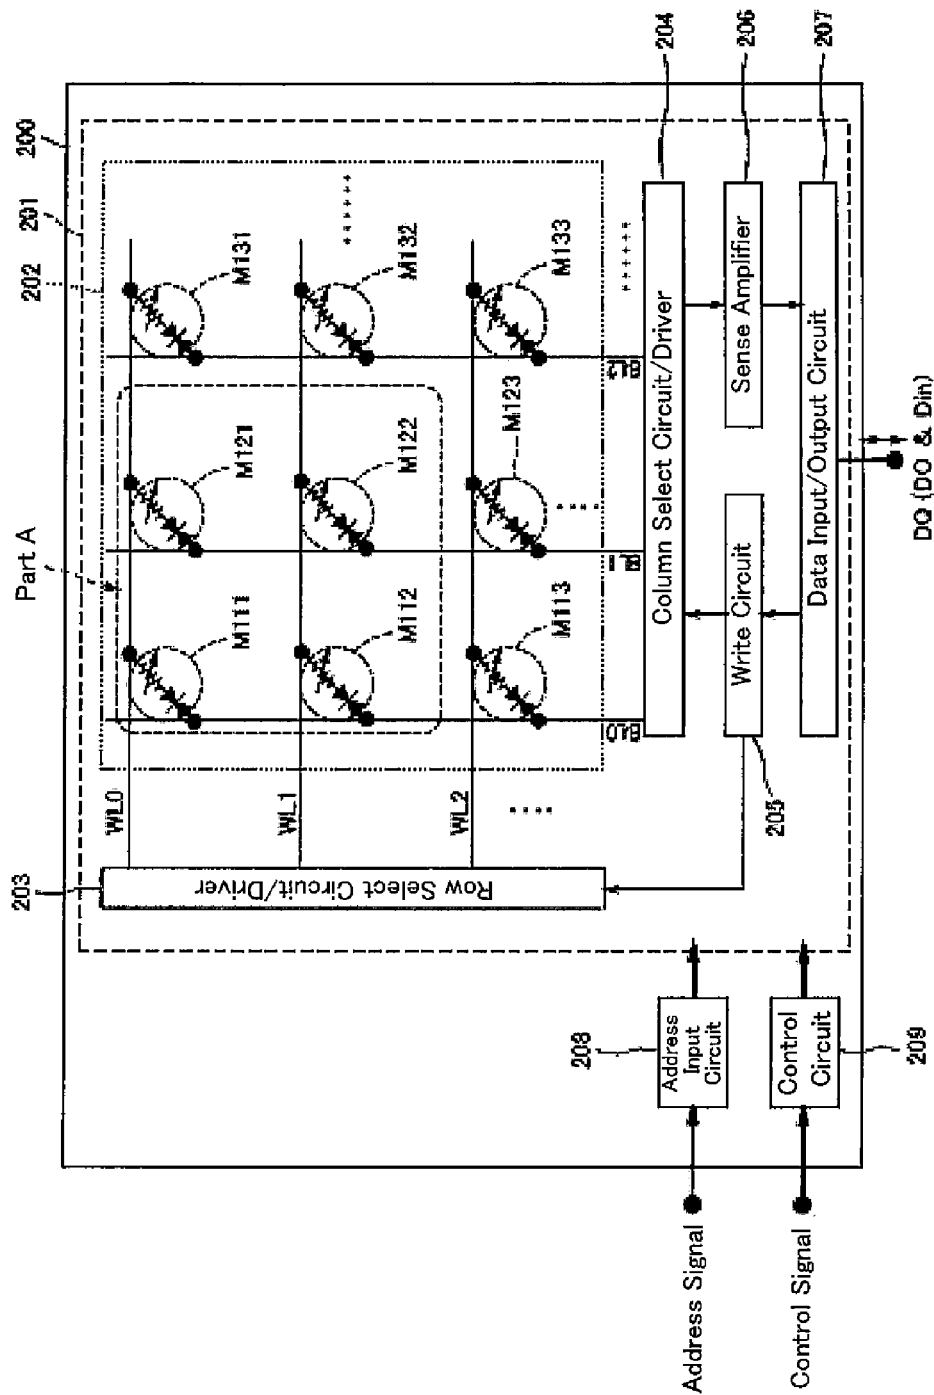 Part A
200
201
202
203
WL0
WL1
WL2
M111
M121
M131
M112
M122
M132
M113
M123
M133
BL0
BL2
Row Select Circuit/Driver
Column Select Circuit/Driver
204
Write Circuit
205
Sense Amplifier
206
Data Input/Output Circuit
207
208
Address
Input
Circuit
Control
Circuit
209
Address Signal
Control Signal
DQ (DO & Din)